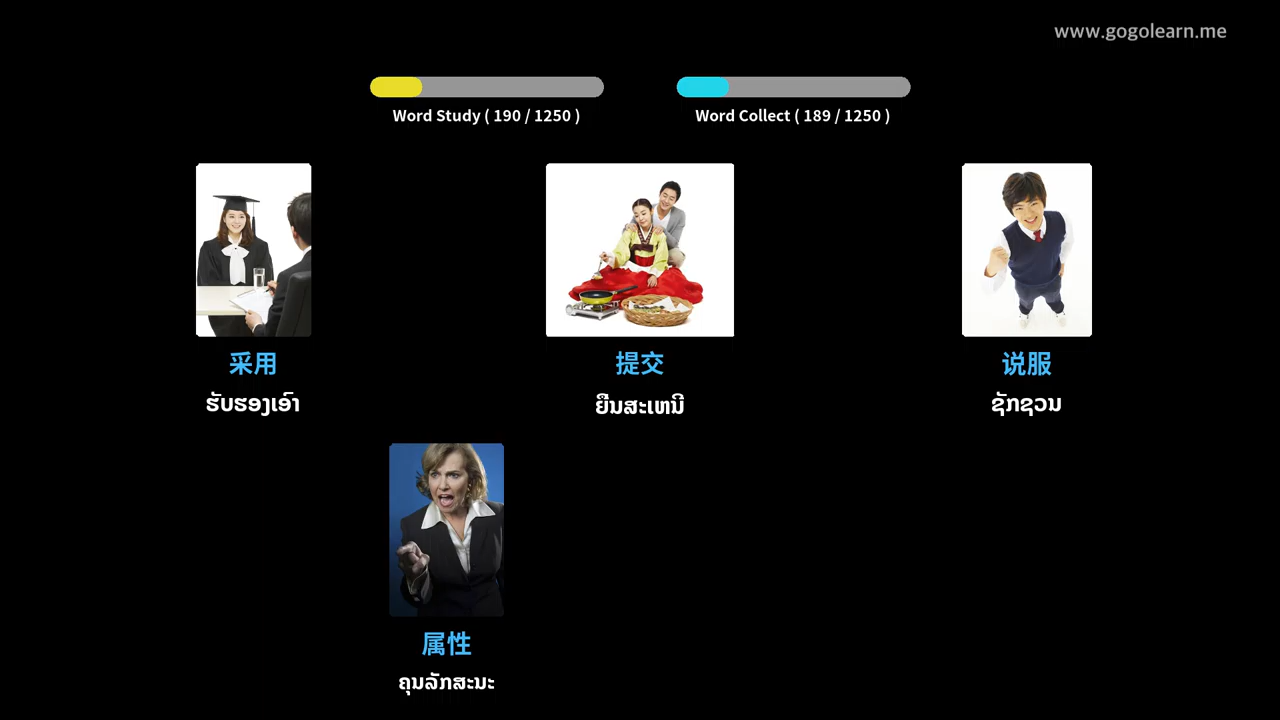 www.gogolearn.me
Word Study ( 190 / 1250 )
Word Collect ( 189 / 1250 )
采用
提交
说服
ຮັບຮອງເອົາ
ຍືນສະເຫນີ
ຊັກຊວນ
属性
ຄຸນລັກສະນະ